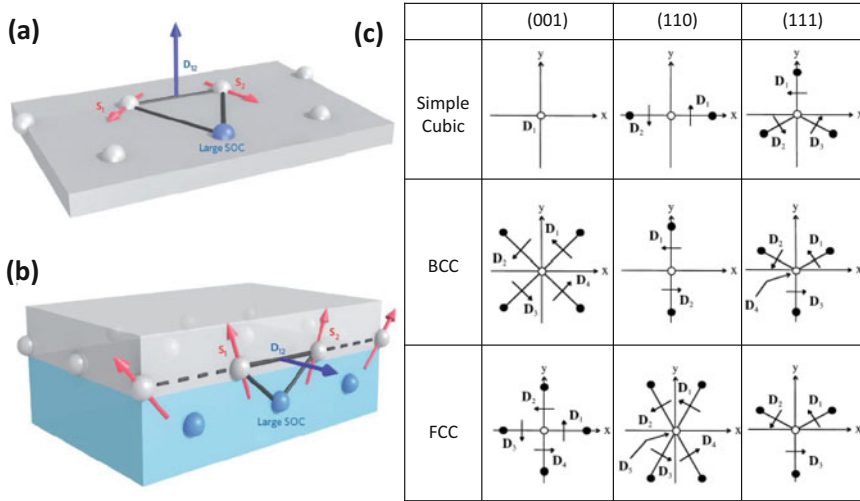 (a)
D12
S1
S2
Large SOC
(b)
S1
S2
D12
Large SOC
(c)
(001) (110) (111)
Simple Cubic
y
x
D1
y
x
D2
D1
y
x
D1
D2
D3
BCC
y
x
D1
D2
D3
D4
y
x
D1
D2
y
x
D1
D2
D4
D3
FCC
y
x
D2
D1
D3
D4
y
x
D1
D2
D5
D3
D4
y
x
D2
D1
D3